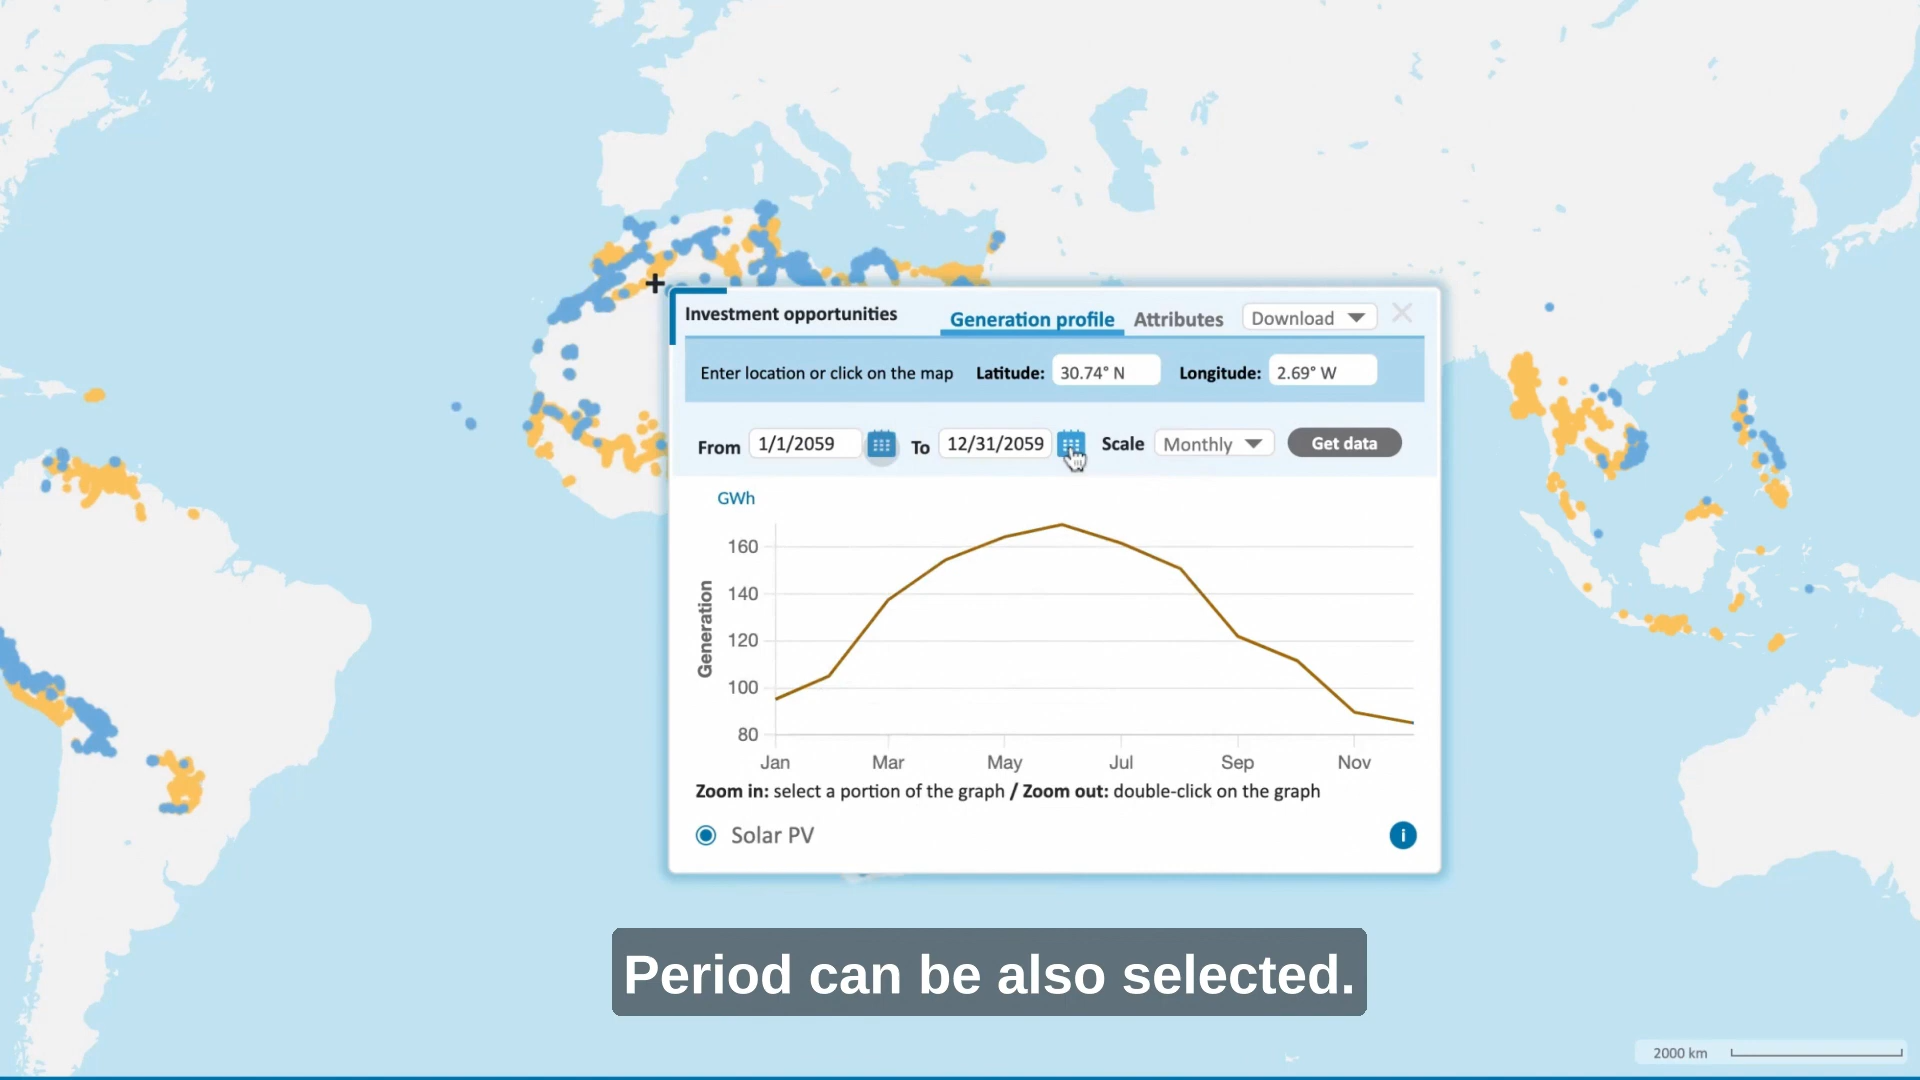 Investment opportunities
Generation profile
Attributes
Download
Enter location or click on the map
Latitude: 30.74° N
Longitude: 2.69° W
From 1/1/2059
To 12/31/2059
Scale Monthly
Get data
GWh
Generation
160
140
120
100
80
Jan Mar May Jul Sep Nov
Zoom in: select a portion of the graph / Zoom out: double-click on the graph
Solar PV
i
Period can be also selected.
2000 km